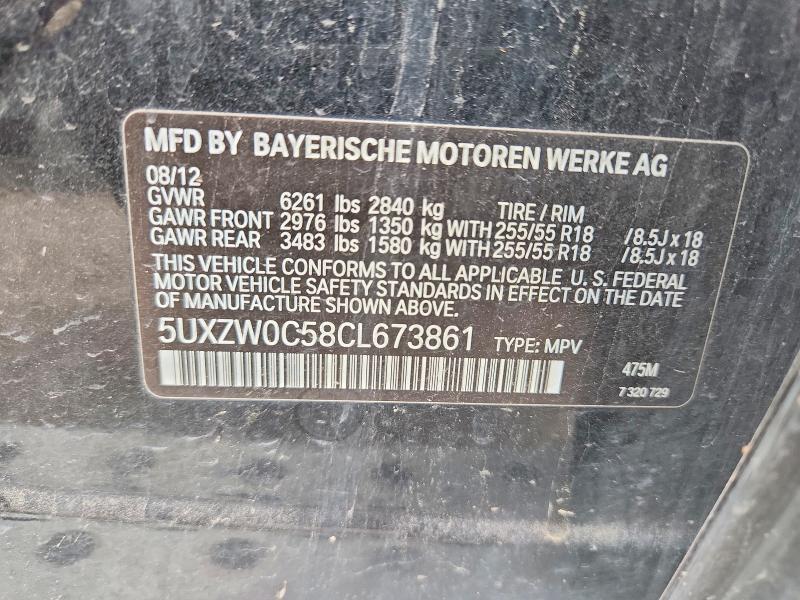 MFD BY BAYERISCHE MOTOREN WERKE AG
08/12
GVWR 6261 lbs 2840 kg TIRE / RIM
GAWR FRONT 2976 lbs 1350 kg WITH 255/55 R18 /8.5J x 18
GAWR REAR 3483 lbs 1580 kg WITH 255/55 R18 /8.5J x 18
THIS VEHICLE CONFORMS TO ALL APPLICABLE U. S. FEDERAL
MOTOR VEHICLE SAFETY STANDARDS IN EFFECT ON THE DATE
OF MANUFACTURE SHOWN ABOVE.
5UXZW0C58CL673861 TYPE: MPV
475M
7 320 729